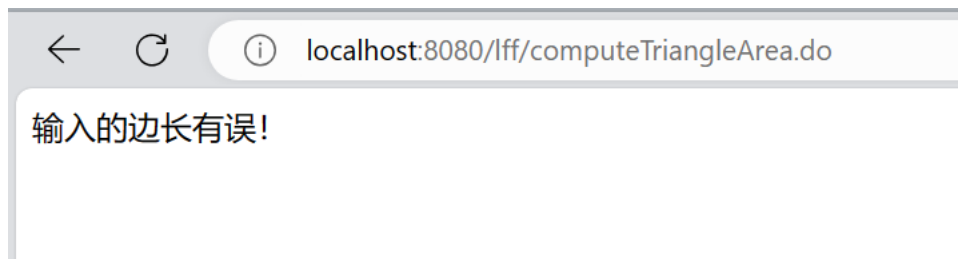 localhost:8080/lff/computeTriangleArea.do
输入的边长有误!